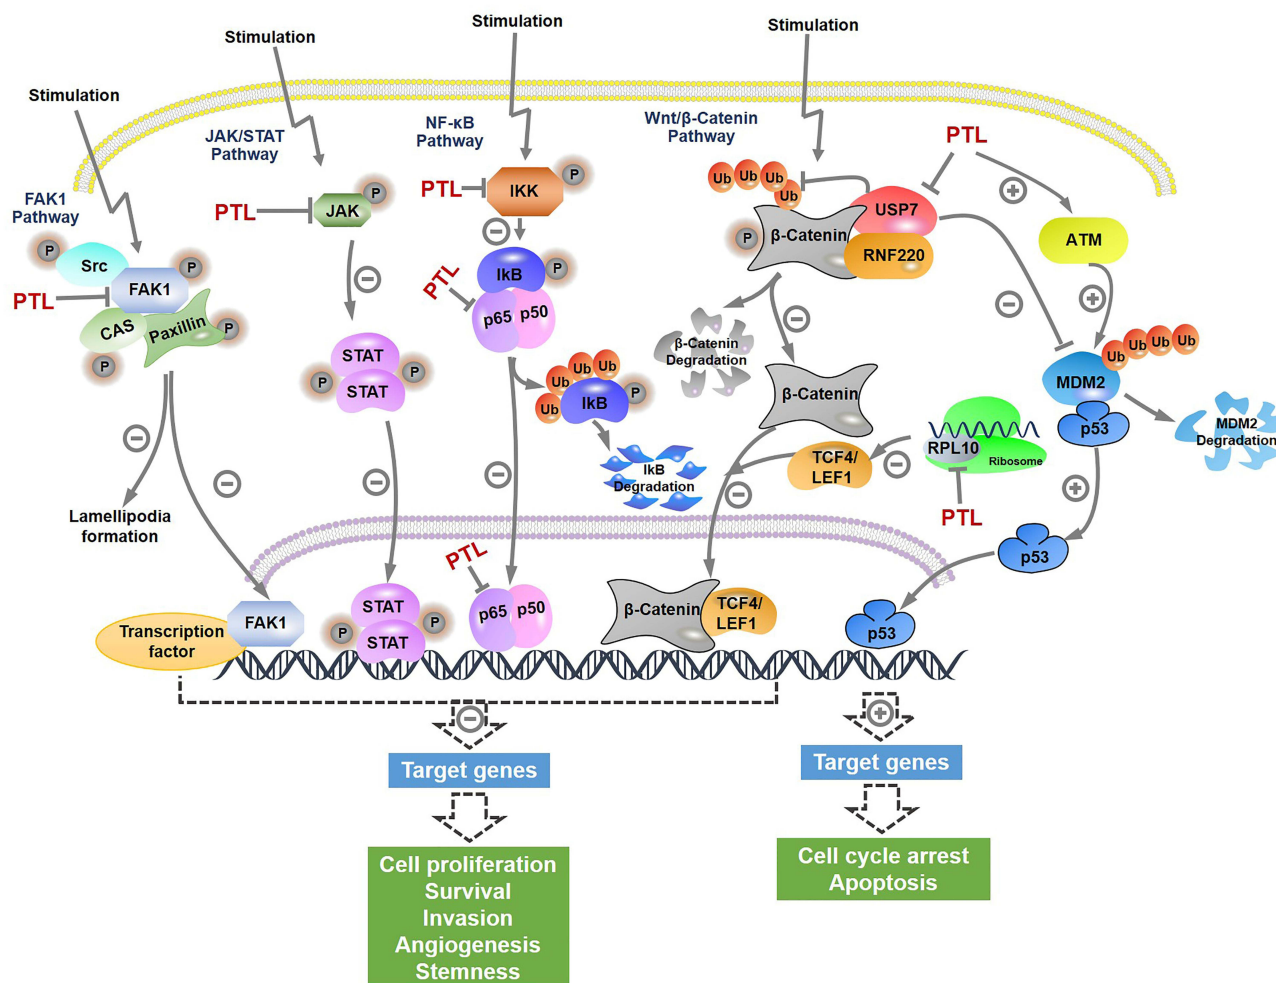 Stimulation
Stimulation
Stimulation
Stimulation
FAK1
Pathway
JAK/STAT
Pathway
NF-κB
Pathway
Wnt/β-Catenin
Pathway
PTL
P
Src
P
FAK1
PTL
CAS
Paxillin
P
P
Lamellipodia
formation
PTL
JAK
P
STAT
STAT
P
P
PTL
IKK
P
PTL
IkB
P
p65
p50
Ub
Ub
Ub
Ub
IkB
P
IkB
Degradation
Ub
Ub
Ub
Ub
USP7
P
β-Catenin
RNF220
β-Catenin
Degradation
β-Catenin
TCF4/
LEF1
RPL10
Ribosome
PTL
ATM
Ub
Ub
Ub
Ub
MDM2
p53
MDM2
Degradation
p53
PTL
Transcription
factor
FAK1
P
STAT
STAT
P
p65
p50
β-Catenin
TCF4/
LEF1
p53
Target genes
Target genes
Cell proliferation
Survival
Invasion
Angiogenesis
Stemness
Cell cycle arrest
Apoptosis